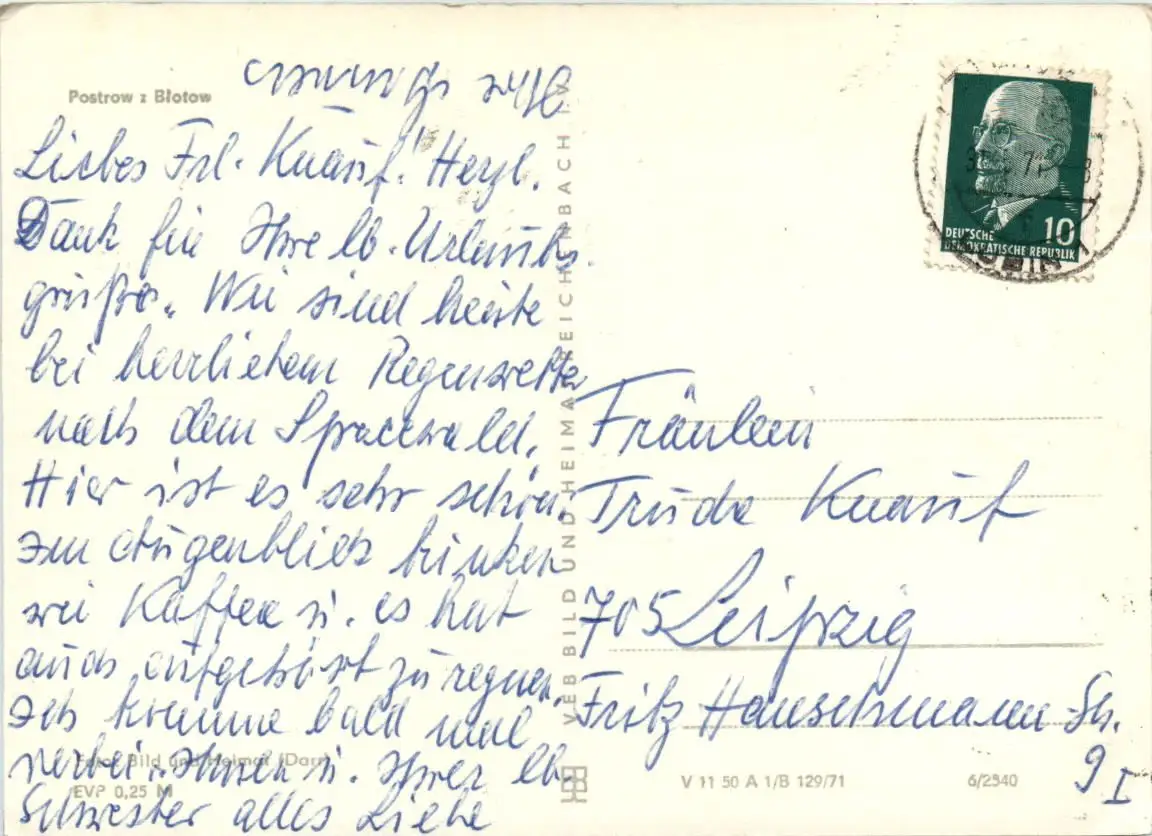 Postrow z Błotow
Liebes Frl. Knauf! Herzl.
Dank für Ihre lb. Urlaubs-
grüße. Wir sind heute
bei herrlichem Regenwetter
nach dem Spreewald.
Hier ist es sehr schön.
Im Augenblick trinken
wir Kaffee u. es hat
auch aufgehört zu regnen.
Ich komme bald mal
vorbei. Ihnen u. Ihrer lb.
Schwester alles Liebe
Ihre
Foto: Bild und Heimat (Darr)
EVP 0,25 M
VEB BILD UND HEIMAT REICHENBACH I. V.
DEUTSCHE
DEMOKRATISCHE REPUBLIK
10
Fräulein
Trude Knauf
705 Leipzig
Fritz Hanschmann-Str.
9 I
V 11 50 A 1/B 129/71
6/2540